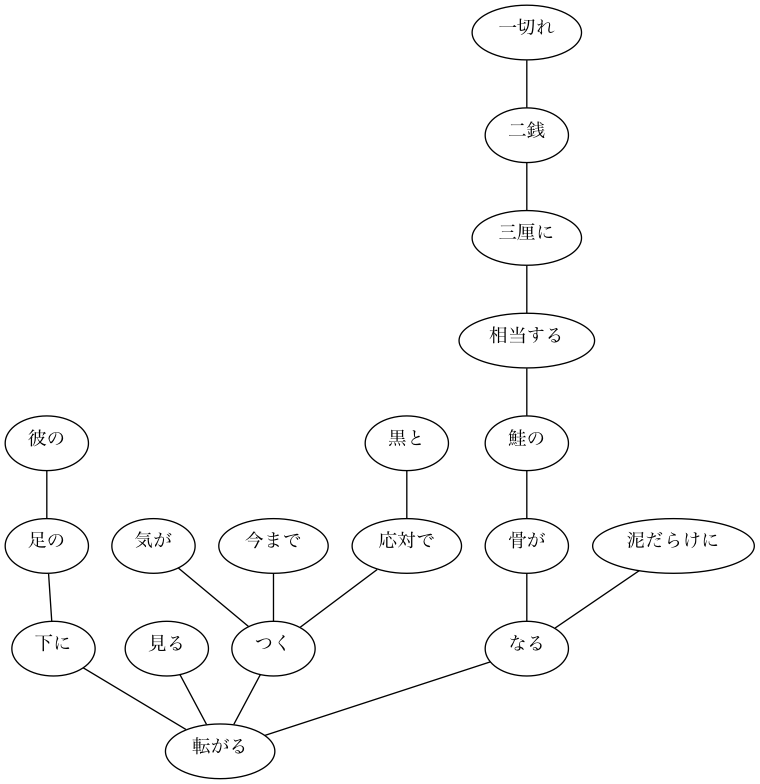 一切れ
二銭
三厘に
相当する
彼の
黒と
鮭の
足の
気が
今まで
応対で
骨が
泥だらけに
下に
見る
つく
なる
転がる